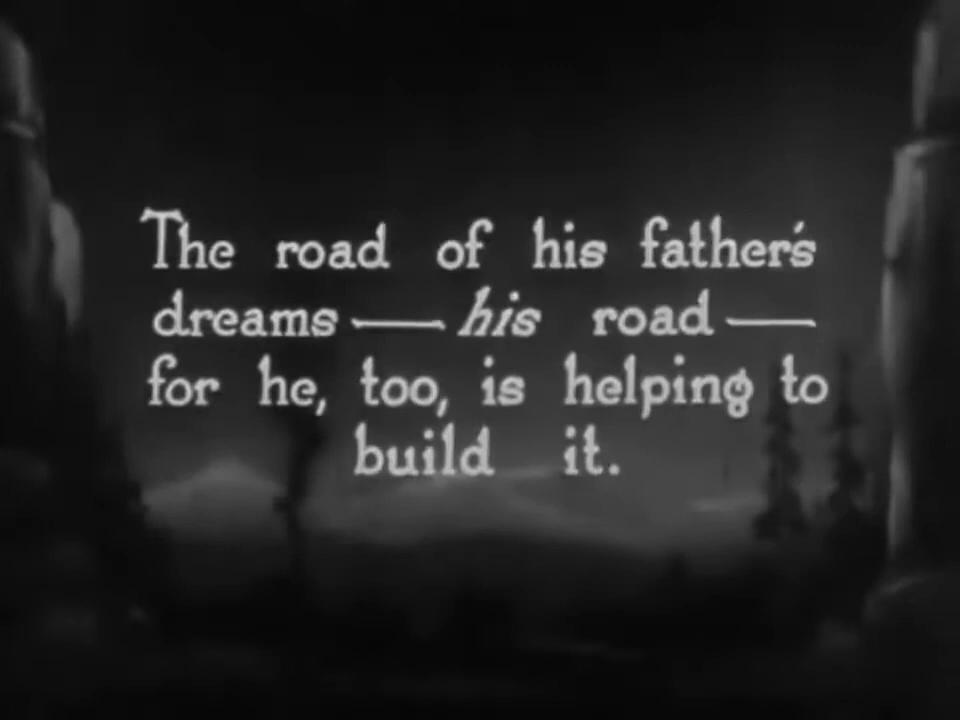 The road of his father's
dreams — his road —
for he, too, is helping to
build it.